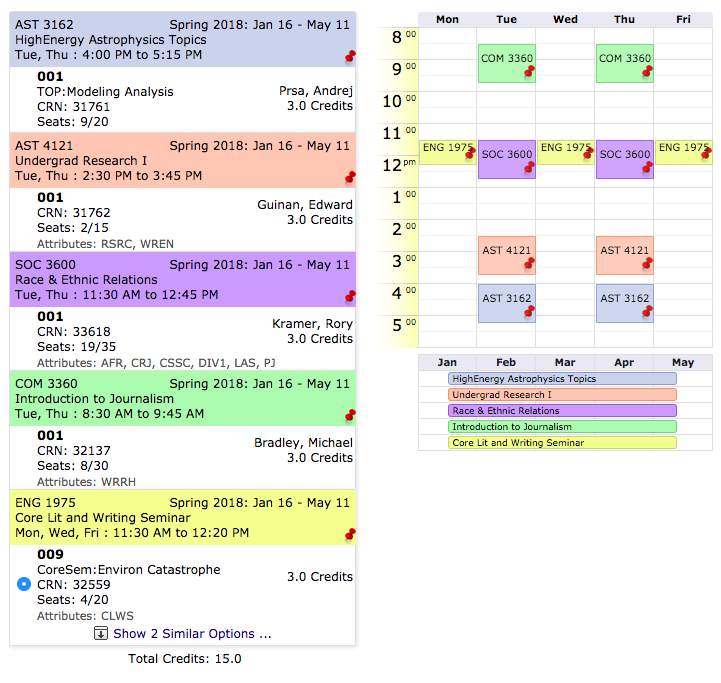 AST 3162 Spring 2018: Jan 16 - May 11
HighEnergy Astrophysics Topics
Tue, Thu : 4:00 PM to 5:15 PM
001
TOP:Modeling Analysis Prsa, Andrej
CRN: 31761 3.0 Credits
Seats: 9/20
AST 4121 Spring 2018: Jan 16 - May 11
Undergrad Research I
Tue, Thu : 2:30 PM to 3:45 PM
001
CRN: 31762 Guinan, Edward
Seats: 2/15 3.0 Credits
Attributes: RSRC, WREN
SOC 3600 Spring 2018: Jan 16 - May 11
Race & Ethnic Relations
Tue, Thu : 11:30 AM to 12:45 PM
001
CRN: 33618 Kramer, Rory
Seats: 19/35 3.0 Credits
Attributes: AFR, CRJ, CSSC, DIV1, LAS, PJ
COM 3360 Spring 2018: Jan 16 - May 11
Introduction to Journalism
Tue, Thu : 8:30 AM to 9:45 AM
001
CRN: 32137 Bradley, Michael
Seats: 8/30 3.0 Credits
Attributes: WRRH
ENG 1975 Spring 2018: Jan 16 - May 11
Core Lit and Writing Seminar
Mon, Wed, Fri : 11:30 AM to 12:20 PM
009
CoreSem:Environ Catastrophe
CRN: 32559 3.0 Credits
Seats: 4/20
Attributes: CLWS
Show 2 Similar Options ...
Total Credits: 15.0
Mon Tue Wed Thu Fri
8 00
COM 3360 COM 3360
9 00
10 00
11 00
ENG 1975 SOC 3600 ENG 1975 SOC 3600 ENG 1975
12 pm
1 00
2 00
AST 4121 AST 4121
3 00
4 00
AST 3162 AST 3162
5 00
Jan Feb Mar Apr May
HighEnergy Astrophysics Topics
Undergrad Research I
Race & Ethnic Relations
Introduction to Journalism
Core Lit and Writing Seminar